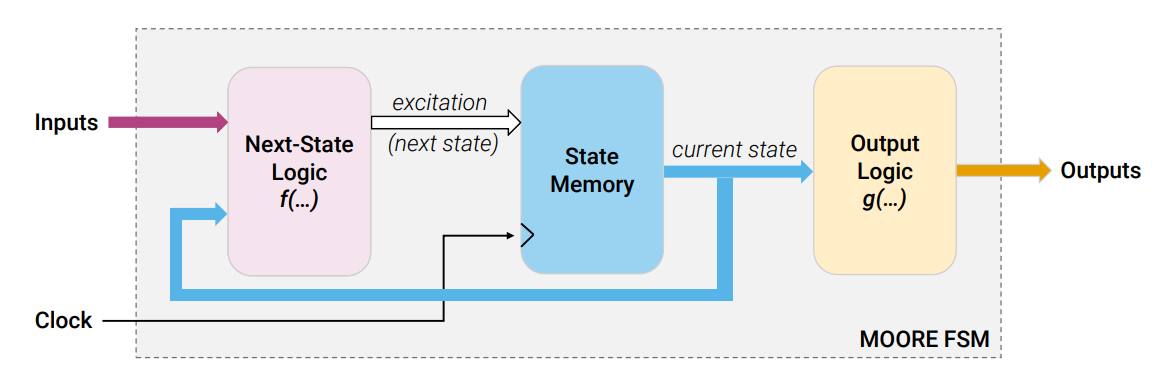 Inputs
Next-State
Logic
f(...)
excitation
(next state)
State
Memory
current state
Output
Logic
g(...)
Outputs
Clock
MOORE FSM